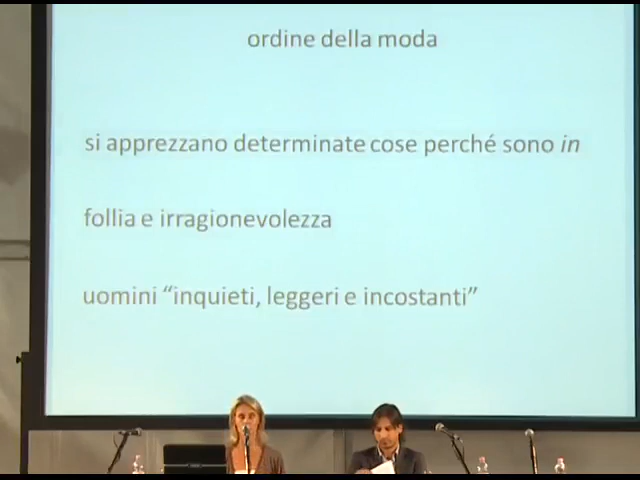 ordine della moda
si apprezzano determinate cose perché sono in
follia e irragionevolezza
uomini “inquieti, leggeri e incostanti”